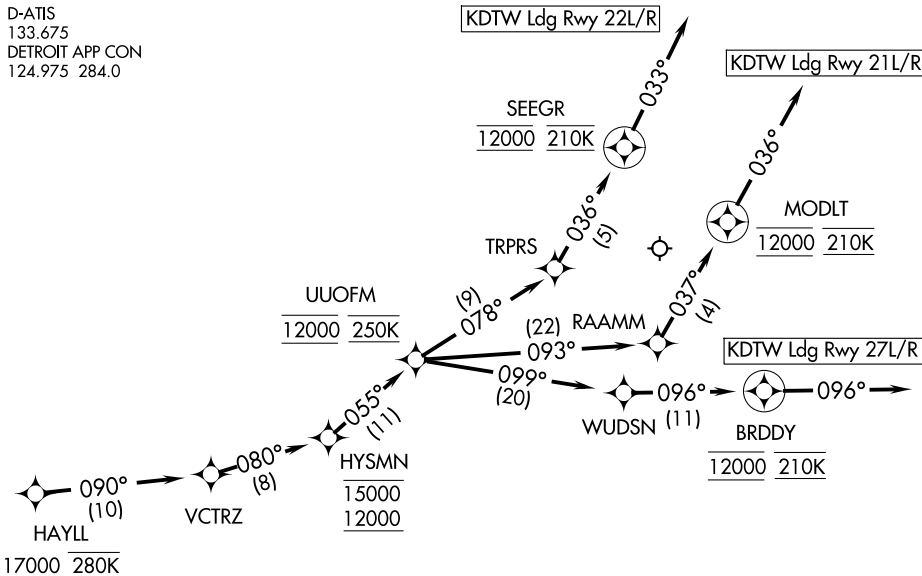 D-ATIS
133.675
DETROIT APP CON
124.975 284.0
KDTW Ldg Rwy 22L/R
033°
KDTW Ldg Rwy 21L/R
036°
SEEGR
12000 210K
036°
(5)
MODLT
12000 210K
TRPRS
037°
(4)
UUOFM
12000 250K
(9)
078°
(22)
093°
RAAMM
099°
(20)
KDTW Ldg Rwy 27L/R
096°
(11)
096°
WUDSN
BRDDY
12000 210K
055°
(11)
HYSMN
15000
12000
080°
(8)
VCTRZ
090°
(10)
HAYLL
17000 280K